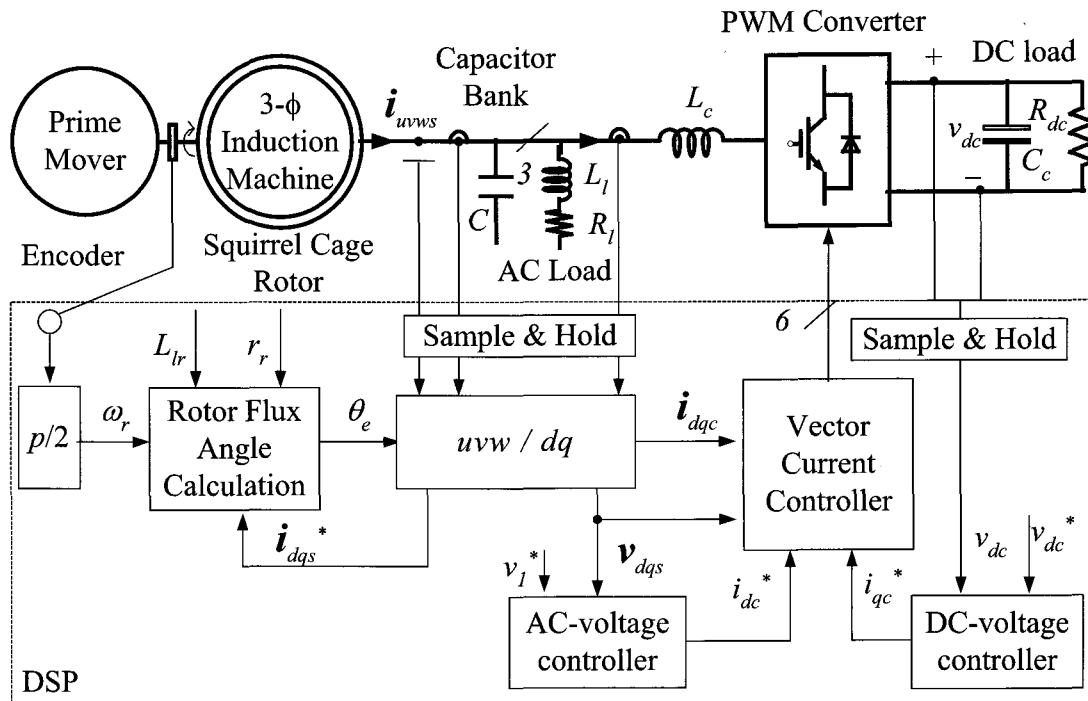 PWM Converter
Prime
Mover
3-ϕ
Induction
Machine
i_uvws
Capacitor
Bank
L_c
+
DC load
v_dc
R_dc
C_c
−
3
L_l
C
R_l
AC Load
Encoder
Squirrel Cage
Rotor
6
L_lr
r_r
Sample & Hold
Sample & Hold
p/2
ω_r
Rotor Flux
Angle
Calculation
θ_e
uvw / dq
i_dqc
Vector
Current
Controller
i_dqs*
v_1*
v_dqs
i_dc*
i_qc*
v_dc
v_dc*
AC-voltage
controller
DC-voltage
controller
DSP